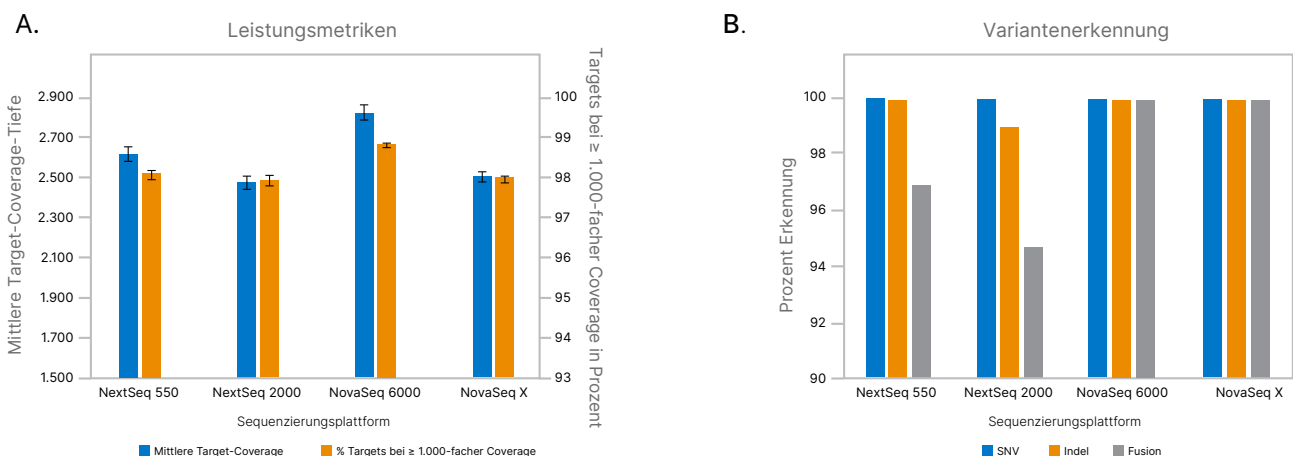 A.
Leistungsmetriken
Mittlere Target-Coverage-Tiefe
2.900
2.700
2.500
2.300
2.100
1.900
1.700
1.500
100
99
98
97
96
95
94
93
Targets bei ≥ 1.000-facher Coverage in Prozent
NextSeq 550 NextSeq 2000 NovaSeq 6000 NovaSeq X
Sequenzierungsplattform
Mittlere Target-Coverage % Targets bei ≥ 1.000-facher Coverage
B.
Variantenerkennung
Prozent Erkennung
100
98
96
94
92
90
NextSeq 550 NextSeq 2000 NovaSeq 6000 NovaSeq X
Sequenzierungsplattform
SNV Indel Fusion